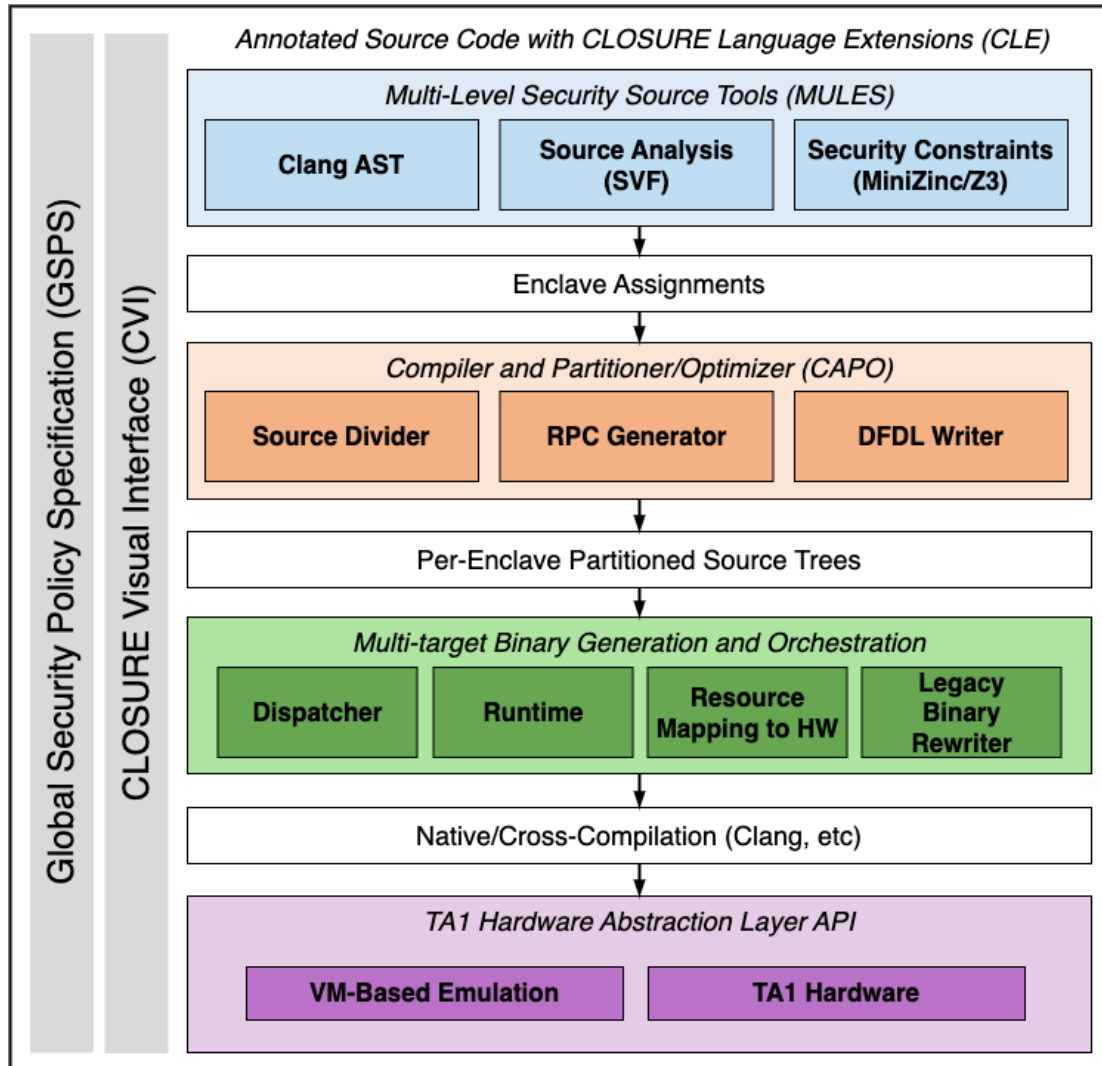 Global Security Policy Specification (GSPS)
CLOSURE Visual Interface (CVI)
Annotated Source Code with CLOSURE Language Extensions (CLE)
Multi-Level Security Source Tools (MULES)
Clang AST
Source Analysis
(SVF)
Security Constraints
(MiniZinc/Z3)
Enclave Assignments
Compiler and Partitioner/Optimizer (CAPO)
Source Divider
RPC Generator
DFDL Writer
Per-Enclave Partitioned Source Trees
Multi-target Binary Generation and Orchestration
Dispatcher
Runtime
Resource
Mapping to HW
Legacy
Binary
Rewriter
Native/Cross-Compilation (Clang, etc)
TA1 Hardware Abstraction Layer API
VM-Based Emulation
TA1 Hardware